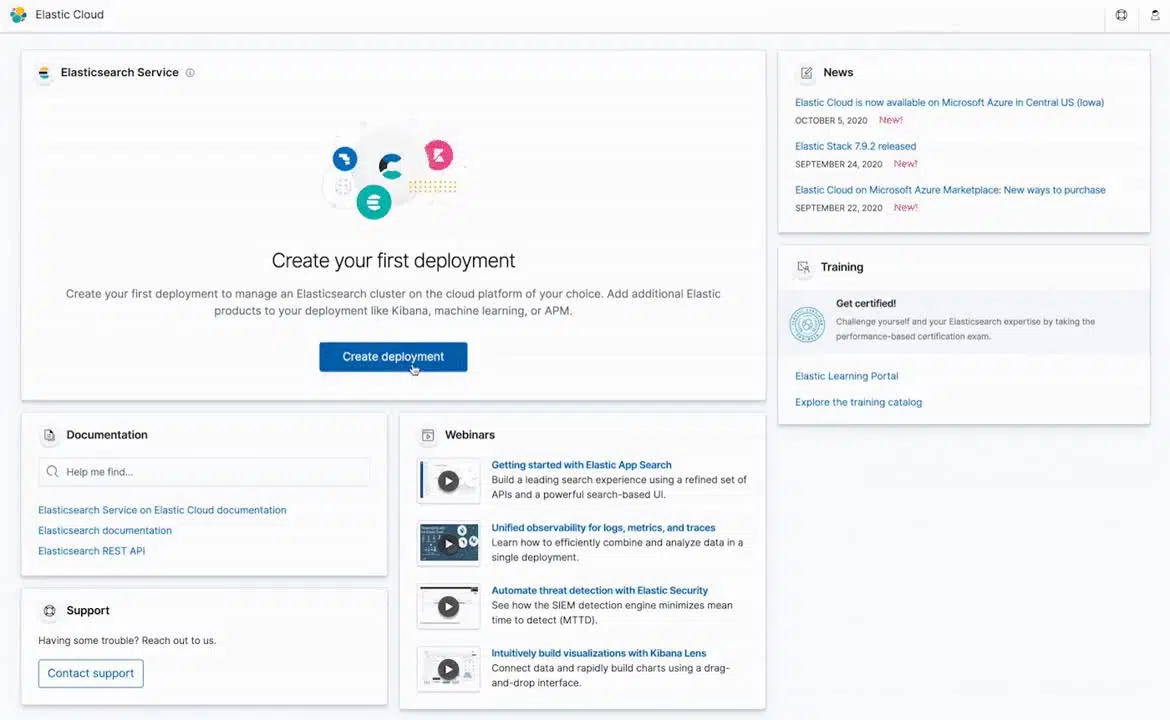 Elastic Cloud
Elasticsearch Service
Create your first deployment
Create your first deployment to manage an Elasticsearch cluster on the cloud platform of your choice. Add additional Elastic
products to your deployment like Kibana, machine learning, or APM.
Create deployment
News
Elastic Cloud is now available on Microsoft Azure in Central US (Iowa)
OCTOBER 5, 2020 New!
Elastic Stack 7.9.2 released
SEPTEMBER 24, 2020 New!
Elastic Cloud on Microsoft Azure Marketplace: New ways to purchase
SEPTEMBER 22, 2020 New!
Training
Get certified!
Challenge yourself and your Elasticsearch expertise by taking the
performance-based certification exam.
Elastic Learning Portal
Explore the training catalog
Documentation
Help me find...
Elasticsearch Service on Elastic Cloud documentation
Elasticsearch documentation
Elasticsearch REST API
Support
Having some trouble? Reach out to us.
Contact support
Webinars
Getting started with Elastic App Search
Build a leading search experience using a refined set of
APIs and a powerful search-based UI.
Unified observability for logs, metrics, and traces
Learn how to efficiently combine and analyze data in a
single deployment.
Automate threat detection with Elastic Security
See how the SIEM detection engine minimizes mean
time to detect (MTTD).
Intuitively build visualizations with Kibana Lens
Connect data and rapidly build charts using a drag-
and-drop interface.